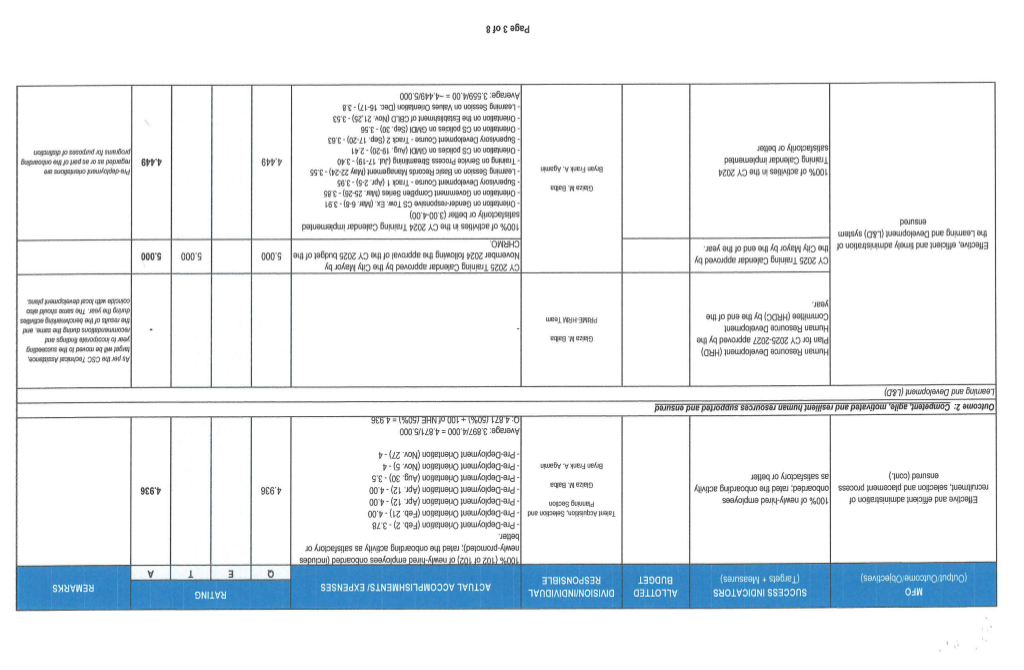 MFO
(Output/Outcome/Objectives)
SUCCESS INDICATORS
(Targets + Measures)
ALLOTTED
BUDGET
DIVISION/INDIVIDUAL
RESPONSIBLE
ACTUAL ACCOMPLISHMENTS/ EXPENSES
RATING
Q
E
T
A
REMARKS
Effective and efficient administration of
recruitment, selection and placement process
ensured (cont.)
100% of newly-hired employees
onboarded; rated the onboarding activity
as satisfactory or better
Talent Acquisition, Selection and
Planning Section
Glaiza M. Balba
Bryan Frank A. Agamin
100% (102 of 102) of newly-hired employees onboarded (includes
newly-promoted); rated the onboarding activity as satisfactory or
better.
- Pre-Deployment Orientation (Feb. 2) - 3.78
- Pre-Deployment Orientation (Feb. 21) - 4.00
- Pre-Deployment Orientation (Apr. 12) - 4.00
- Pre-Deployment Orientation (Apr. 12) - 4.00
- Pre-Deployment Orientation (Aug. 30) - 3.5
- Pre-Deployment Orientation (Nov. 5) - 4
- Pre-Deployment Orientation (Nov. 27) - 4
Average: 3.897/4.000 = 4.871/5.000
Q: 4.871 (50%) + 100 of NHE (50%) = 4.936
4.936
4.936
Outcome 2: Competent, agile, motivated and resilient human resources supported and ensured
Learning and Development (L&D)
Effective, efficient and timely administration of
the Learning and Development (L&D) system
ensured
Human Resource Development (HRD)
Plan for CY 2025-2027 approved by the
Human Resource Development
Committee (HRDC) by the end of the
year.
Glaiza M. Balba
PRIME-HRM Team
-
-
As per the CSC Technical Assistance,
target will be moved to the succeeding
year to incorporate findings and
recommendations during the same, and
the results of the benchmarking activities
during the year. The same should also
coincide with local development plans.
CY 2025 Training Calendar approved by
the City Mayor by the end of the year.
CY 2025 Training Calendar approved by the City Mayor by
November 2024 following the approval of the CY 2025 budget of the
CHRMO.
5.000
5.000
5.000
100% of activities in the CY 2024
Training Calendar implemented
satisfactorily or better
Glaiza M. Balba
Bryan Frank A. Agamin
100% of activities in the CY 2024 Training Calendar implemented
satisfactorily or better (3.00-4.00)
- Orientation on Gender-responsive CS Tow. Ex. (Mar. 6-8) - 3.91
- Orientation on Government CompBen Series (Mar. 25-26) - 3.85
- Supervisory Development Course - Track 1 (Apr. 2-5) - 3.95
- Learning Session on Basic Records Management (May 22-24) - 3.55
- Training on Service Process Streamlining (Jul. 17-19) - 3.40
- Orientation on CS policies on GMDI (Aug. 19-20) - 2.41
- Supervisory Development Course - Track 2 (Sep. 17-20) - 3.63
- Orientation on CS policies on GMDI (Sep. 30) - 3.56
- Orientation on the Establishment of CBLD (Nov. 21,25) - 3.53
- Learning Session on Values Orientation (Dec. 16-17) - 3.8
Average: 3.559/4.00 = ~4.449/5.000
4.449
4.449
Pre-deployment orientations are
regarded as or as part of the onboarding
programs for purposes of distinction
Page 3 of 8